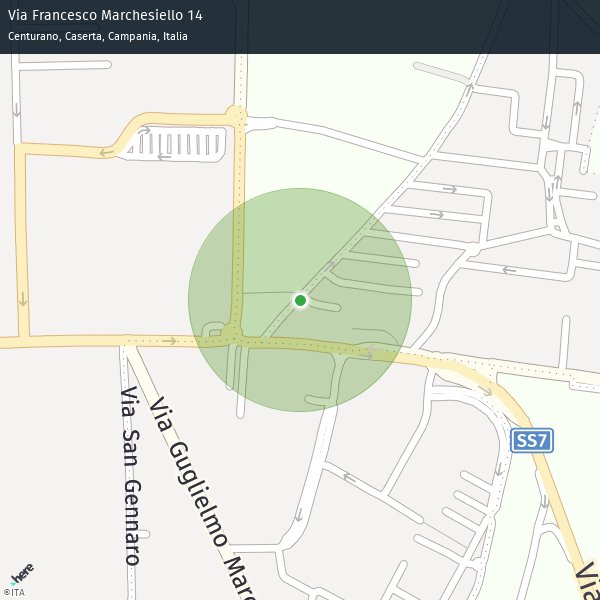 Via Francesco Marchesiello 14
Centurano, Caserta, Campania, Italia
SS7
Via San Gennaro
Via Guglielmo Marc
Via
here
©ITA